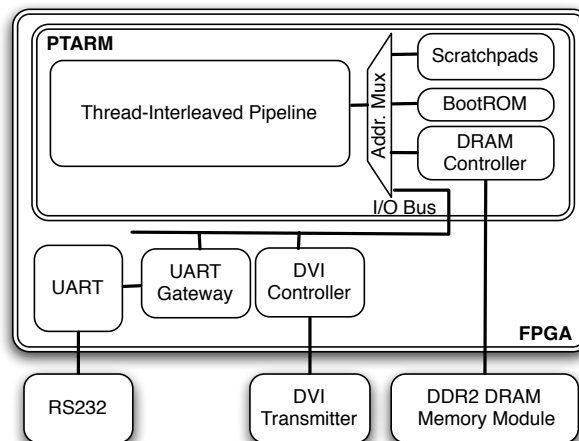 PTARM
Thread-Interleaved Pipeline
Addr. Mux
Scratchpads
BootROM
DRAM
Controller
I/O Bus
UART
UART
Gateway
DVI
Controller
FPGA
RS232
DVI
Transmitter
DDR2 DRAM
Memory Module